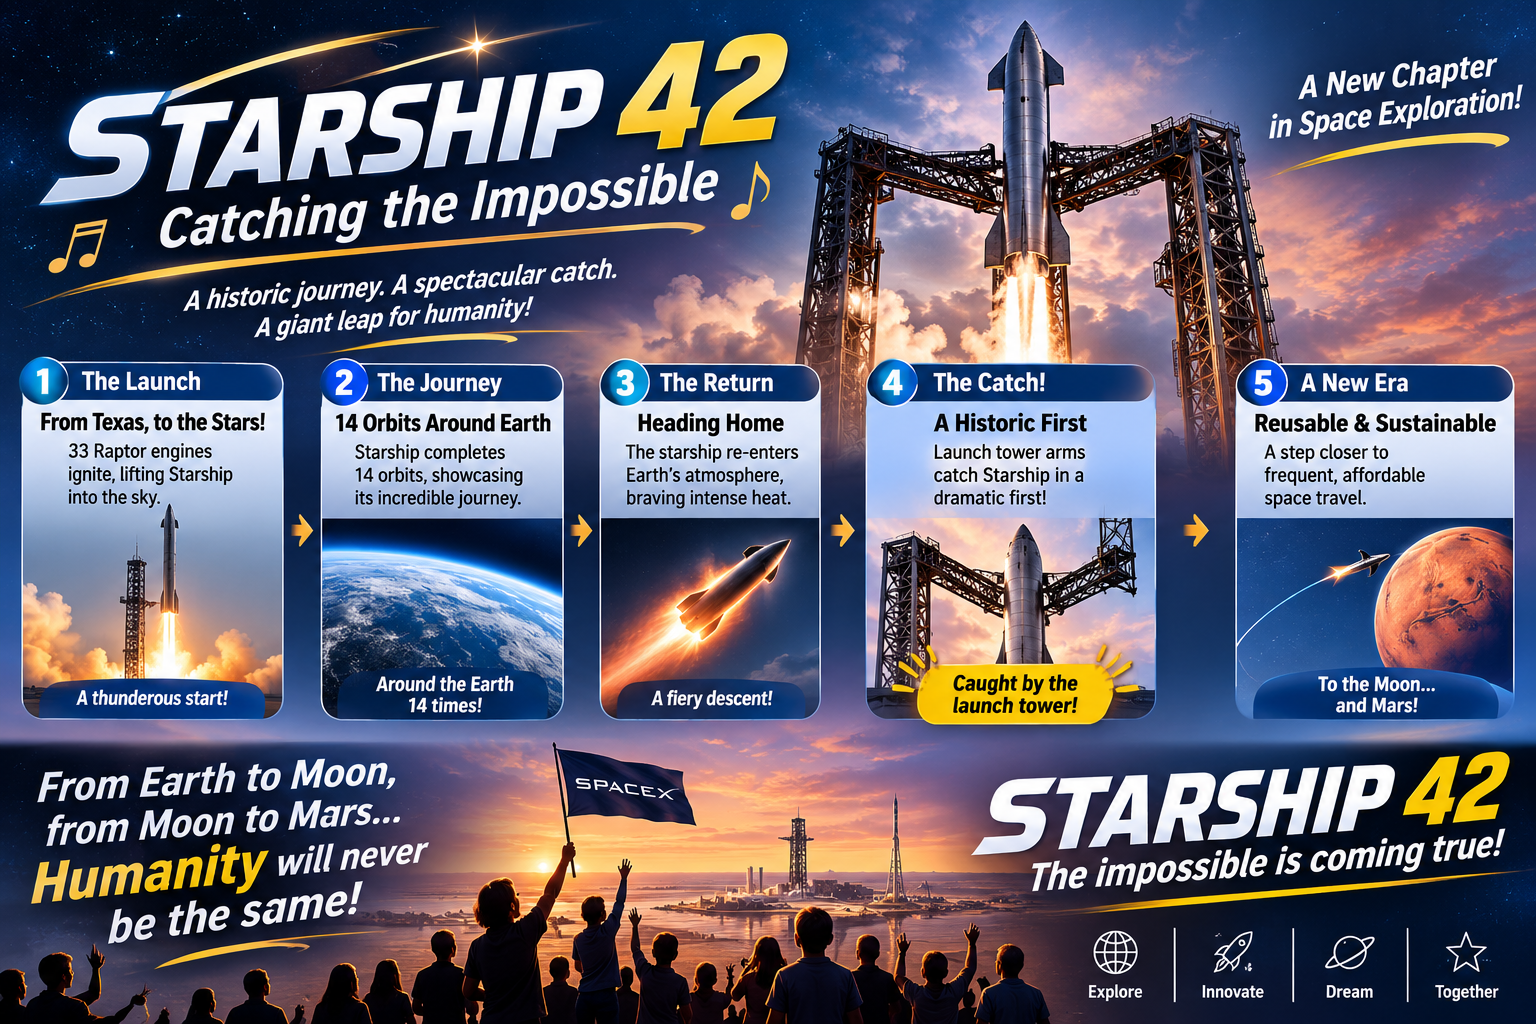 STARSHIP 42
Catching the Impossible
A historic journey. A spectacular catch.
A giant leap for humanity!
A New Chapter
in Space Exploration!
1 The Launch
From Texas, to the Stars!
33 Raptor engines
ignite, lifting Starship
into the sky.
A thunderous start!
2 The Journey
14 Orbits Around Earth
Starship completes
14 orbits, showcasing
its incredible journey.
Around the Earth
14 times!
3 The Return
Heading Home
The starship re-enters
Earth's atmosphere,
braving intense heat.
A fiery descent!
4 The Catch!
A Historic First
Launch tower arms
catch Starship in a
dramatic first!
Caught by the
launch tower!
5 A New Era
Reusable & Sustainable
A step closer to
frequent, affordable
space travel.
To the Moon...
and Mars!
From Earth to Moon,
from Moon to Mars...
Humanity will never
be the same!
SPACEX
STARSHIP 42
The impossible is coming true!
Explore
Innovate
Dream
Together